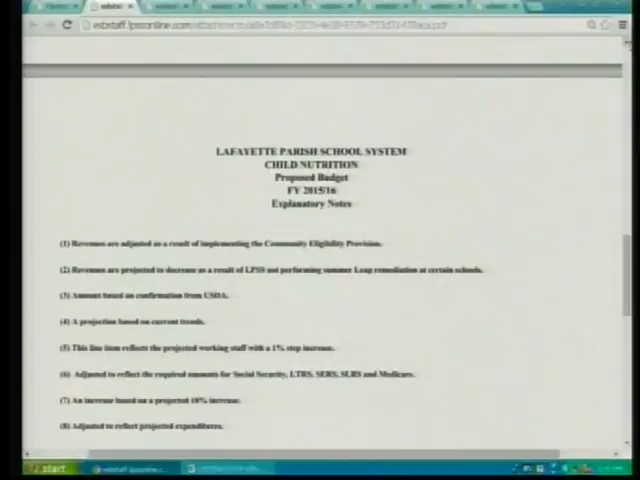 LAFAYETTE PARISH SCHOOL SYSTEM
CHILD NUTRITION
Proposed Budget
FY 2015/16
Explanatory Notes
(1) Revenues are adjusted as a result of implementing the Community Eligibility Provision.
(2) Revenues are projected to decrease as a result of LPSS not performing summer Leap remediation at certain schools.
(3) Amount based on confirmation from USDA.
(4) A projection based on current trends.
(5) This line item reflects the projected working staff with a 1% step increase.
(6) Adjusted to reflect the required amounts for Social Security, LTRS, SERS, SLRS and Medicare.
(7) An increase based on a projected 10% increase.
(8) Adjusted to reflect projected expenditures.
start